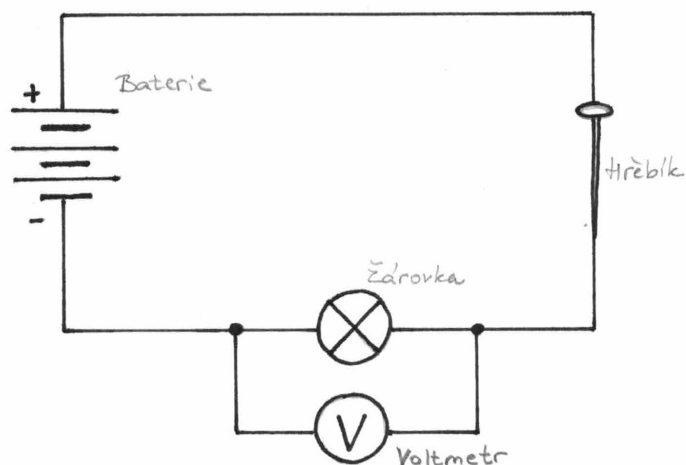 Baterie
+
-
Hřebík
Žárovka
V
Voltmetr